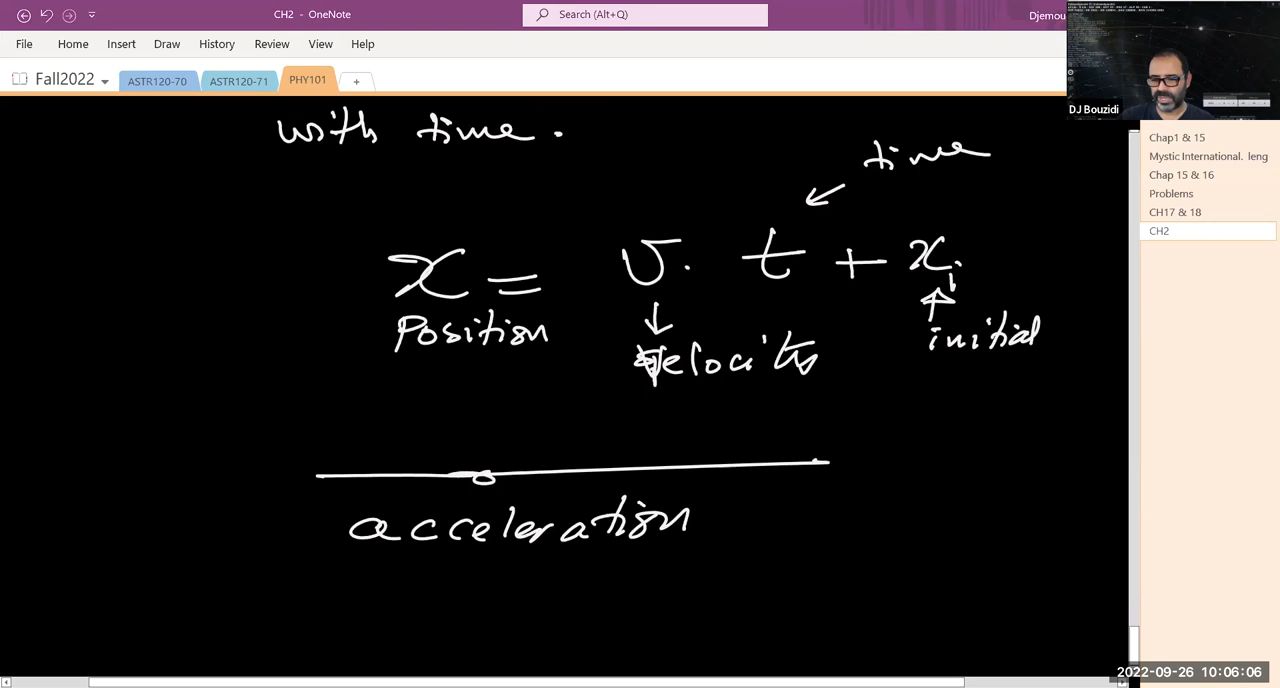 CH2 - OneNote
Search (Alt+Q)
Djemou
File Home Insert Draw History Review View Help
Fall2022
ASTR120-70
ASTR120-71
PHY101
DJ Bouzidi
Chap1 & 15
Mystic International. leng
Chap 15 & 16
Problems
CH17 & 18
CH2
with time.
time
x = v. t + xi
Position
velocity
initial
acceleration
2022-09-26 10:06:06